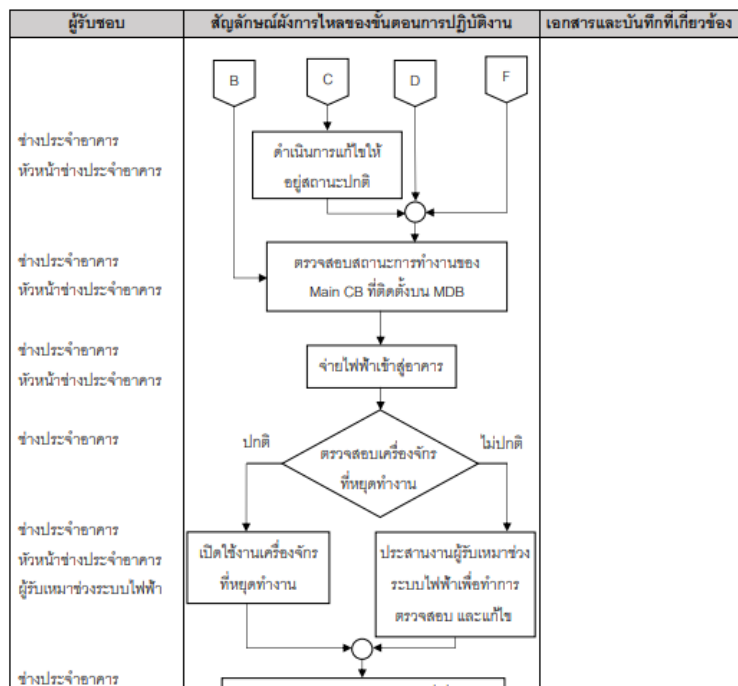 ผู้รับชอบ
สัญลักษณ์ผังการไหลของขั้นตอนการปฏิบัติงาน
เอกสารและบันทึกที่เกี่ยวข้อง
B
C
D
F
ช่างประจำอาคาร
หัวหน้าช่างประจำอาคาร
ดำเนินการแก้ไขให้
อยู่สถานะปกติ
ช่างประจำอาคาร
หัวหน้าช่างประจำอาคาร
ตรวจสอบสถานะการทำงานของ
Main CB ที่ติดตั้งบน MDB
ช่างประจำอาคาร
หัวหน้าช่างประจำอาคาร
จ่ายไฟฟ้าเข้าสู่อาคาร
ช่างประจำอาคาร
ปกติ
ไม่ปกติ
ตรวจสอบเครื่องจักร
ที่หยุดทำงาน
ช่างประจำอาคาร
หัวหน้าช่างประจำอาคาร
ผู้รับเหมาช่วงระบบไฟฟ้า
เปิดใช้งานเครื่องจักร
ที่หยุดทำงาน
ประสานงานผู้รับเหมาช่วง
ระบบไฟฟ้าเพื่อทำการ
ตรวจสอบ และแก้ไข
ช่างประจำอาคาร